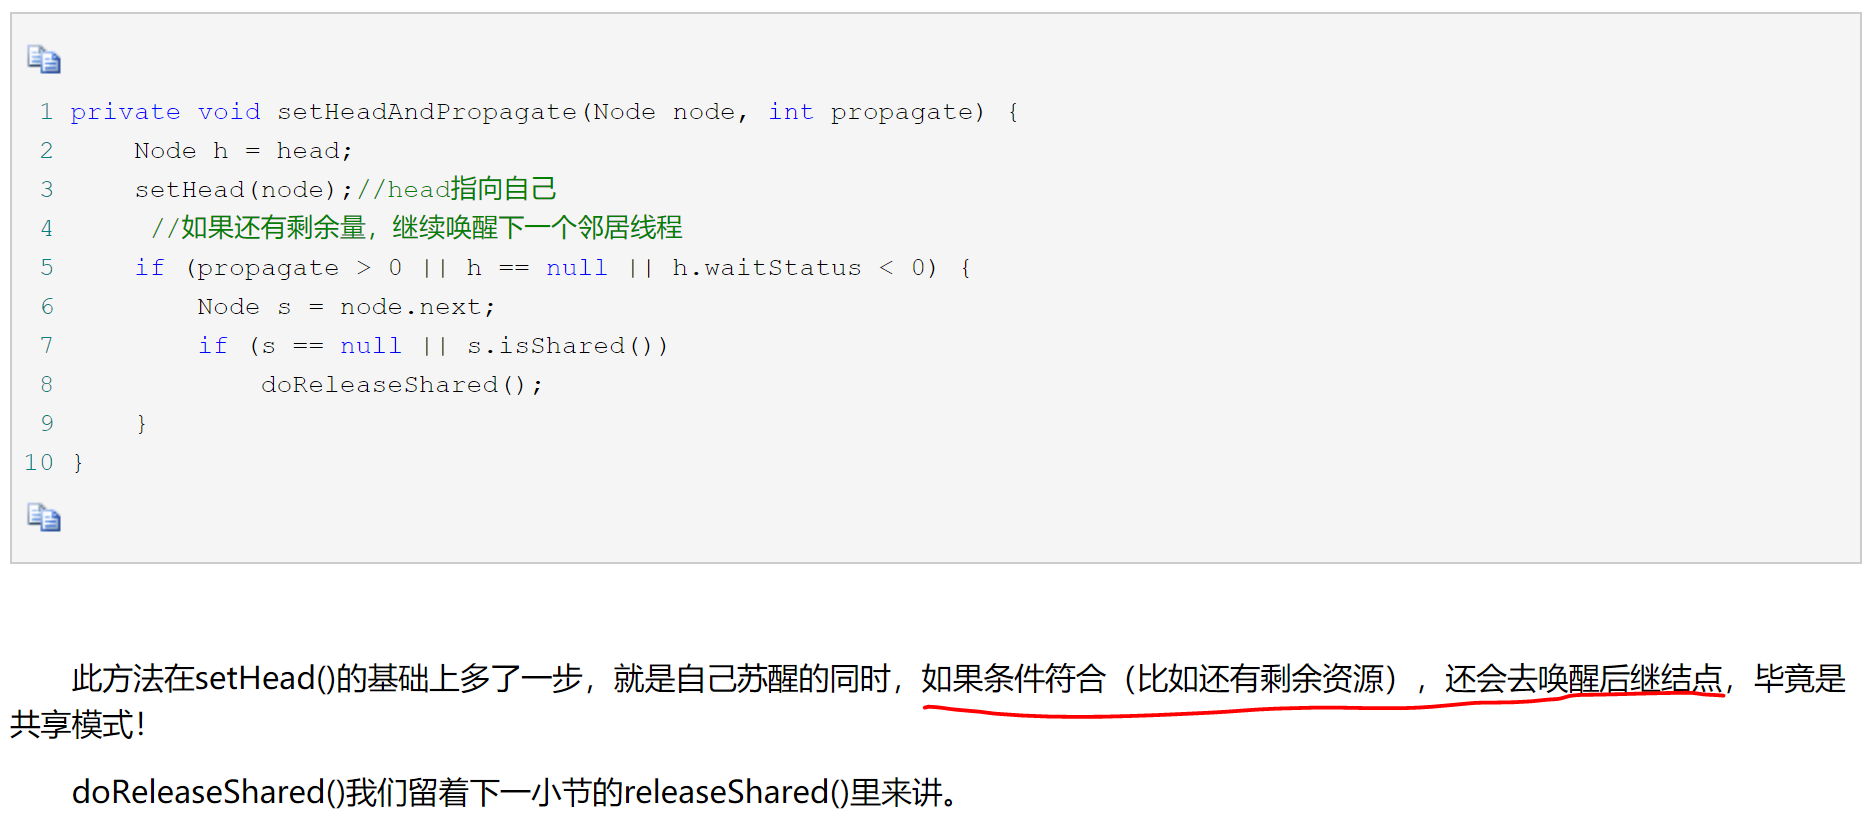 1 private void setHeadAndPropagate(Node node, int propagate) {
2     Node h = head;
3     setHead(node);//head指向自己
4      //如果还有剩余量，继续唤醒下一个邻居线程
5     if (propagate > 0 || h == null || h.waitStatus < 0) {
6         Node s = node.next;
7         if (s == null || s.isShared())
8             doReleaseShared();
9     }
10 }
此方法在setHead()的基础上多了一步，就是自己苏醒的同时，如果条件符合（比如还有剩余资源），还会去唤醒后继结点，毕竟是
共享模式！
doReleaseShared()我们留着下一小节的releaseShared()里来讲。